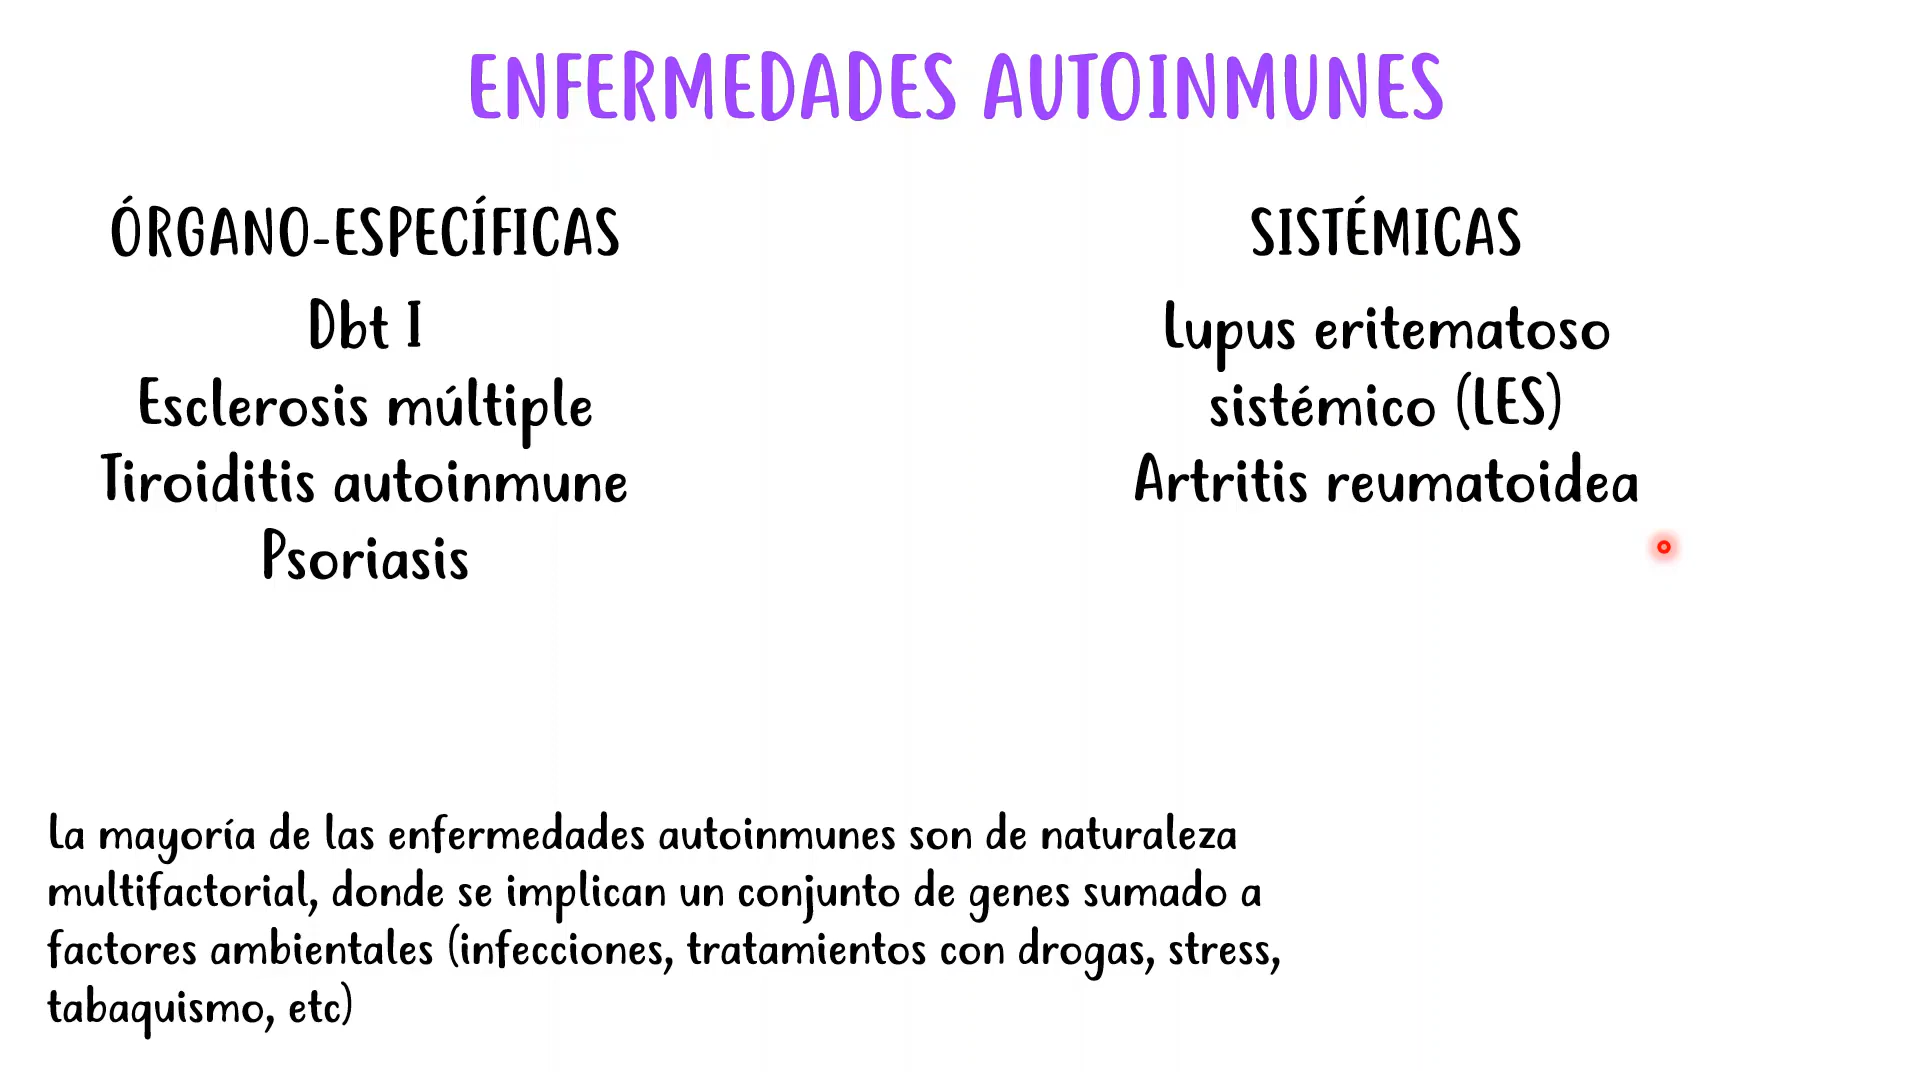 ENFERMEDADES AUTOINMUNES
ÓRGANO-ESPECÍFICAS
Dbt I
Esclerosis múltiple
Tiroiditis autoinmune
Psoriasis
SISTÉMICAS
Lupus eritematoso
sistémico (LES)
Artritis reumatoidea
La mayoría de las enfermedades autoinmunes son de naturaleza
multifactorial, donde se implican un conjunto de genes sumado a
factores ambientales (infecciones, tratamientos con drogas, stress,
tabaquismo, etc)